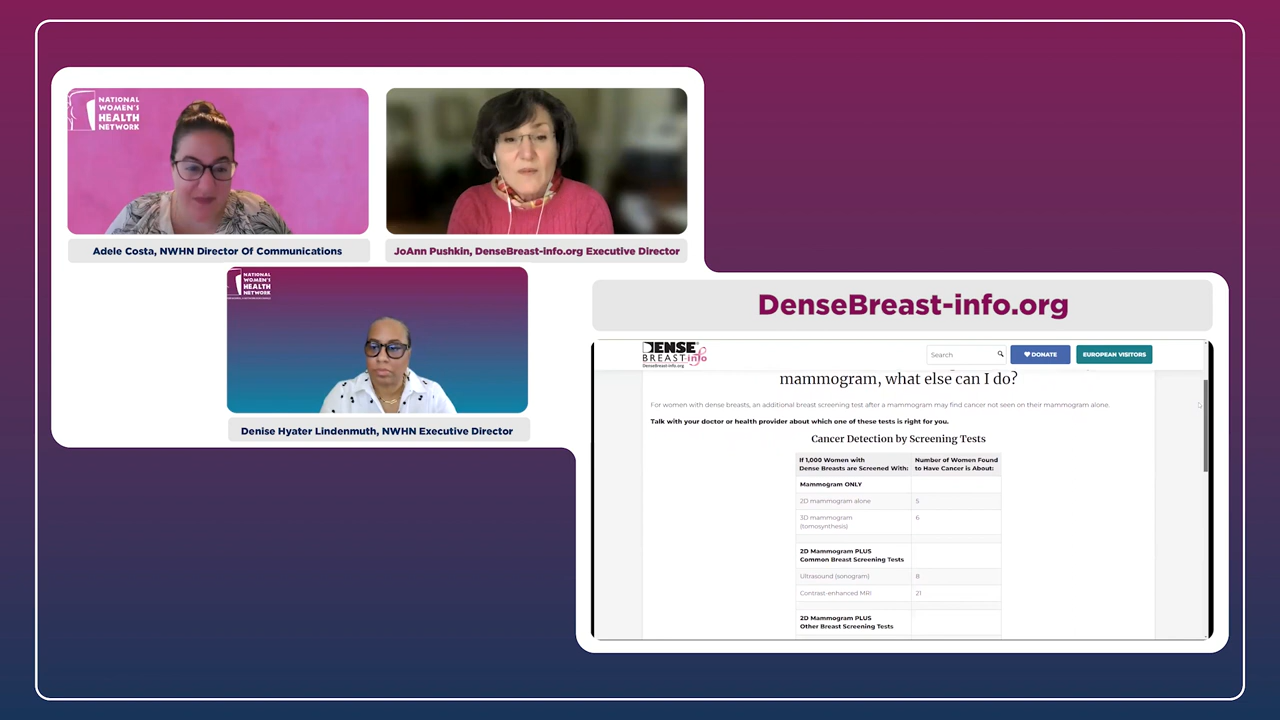 NATIONAL
WOMEN'S
HEALTH
NETWORK
Adele Costa, NWHN Director Of Communications
JoAnn Pushkin, DenseBreast-info.org Executive Director
NATIONAL
WOMEN'S
HEALTH
NETWORK
Denise Hyater Lindenmuth, NWHN Executive Director
DenseBreast-info.org
DENSE
BREAST-info
DenseBreast-info.org
Search
DONATE
EUROPEAN VISITORS
mammogram, what else can I do?
For women with dense breasts, an additional breast screening test after a mammogram may find cancer not seen on their mammogram alone.
Talk with your doctor or health provider about which one of these tests is right for you.
Cancer Detection by Screening Tests
If 1,000 Women with
Dense Breasts are Screened With:
Number of Women Found
to Have Cancer is About:
Mammogram ONLY
2D mammogram alone 5
3D mammogram 6
(tomosynthesis)
2D Mammogram PLUS
Common Breast Screening Tests
Ultrasound (sonogram) 8
Contrast-enhanced MRI 21
2D Mammogram PLUS
Other Breast Screening Tests